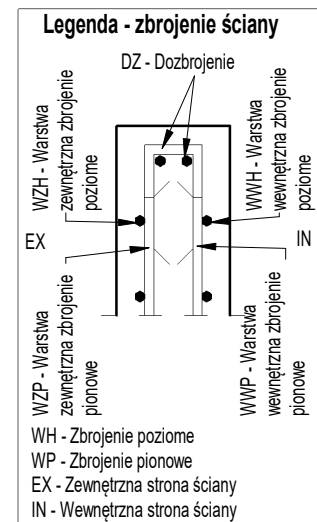 Legenda - zbrojenie ściany
DZ - Dozbrojenie
WZH - Warstwa
zewnętrzna zbrojenie
poziome
WWH - Warstwa
wewnętrzna zbrojenie
poziome
EX
IN
WZP - Warstwa
zewnętrzna zbrojenie
pionowe
WWP - Warstwa
wewnętrzna zbrojenie
pionowe
WH - Zbrojenie poziome
WP - Zbrojenie pionowe
EX - Zewnętrzna strona ściany
IN - Wewnętrzna strona ściany